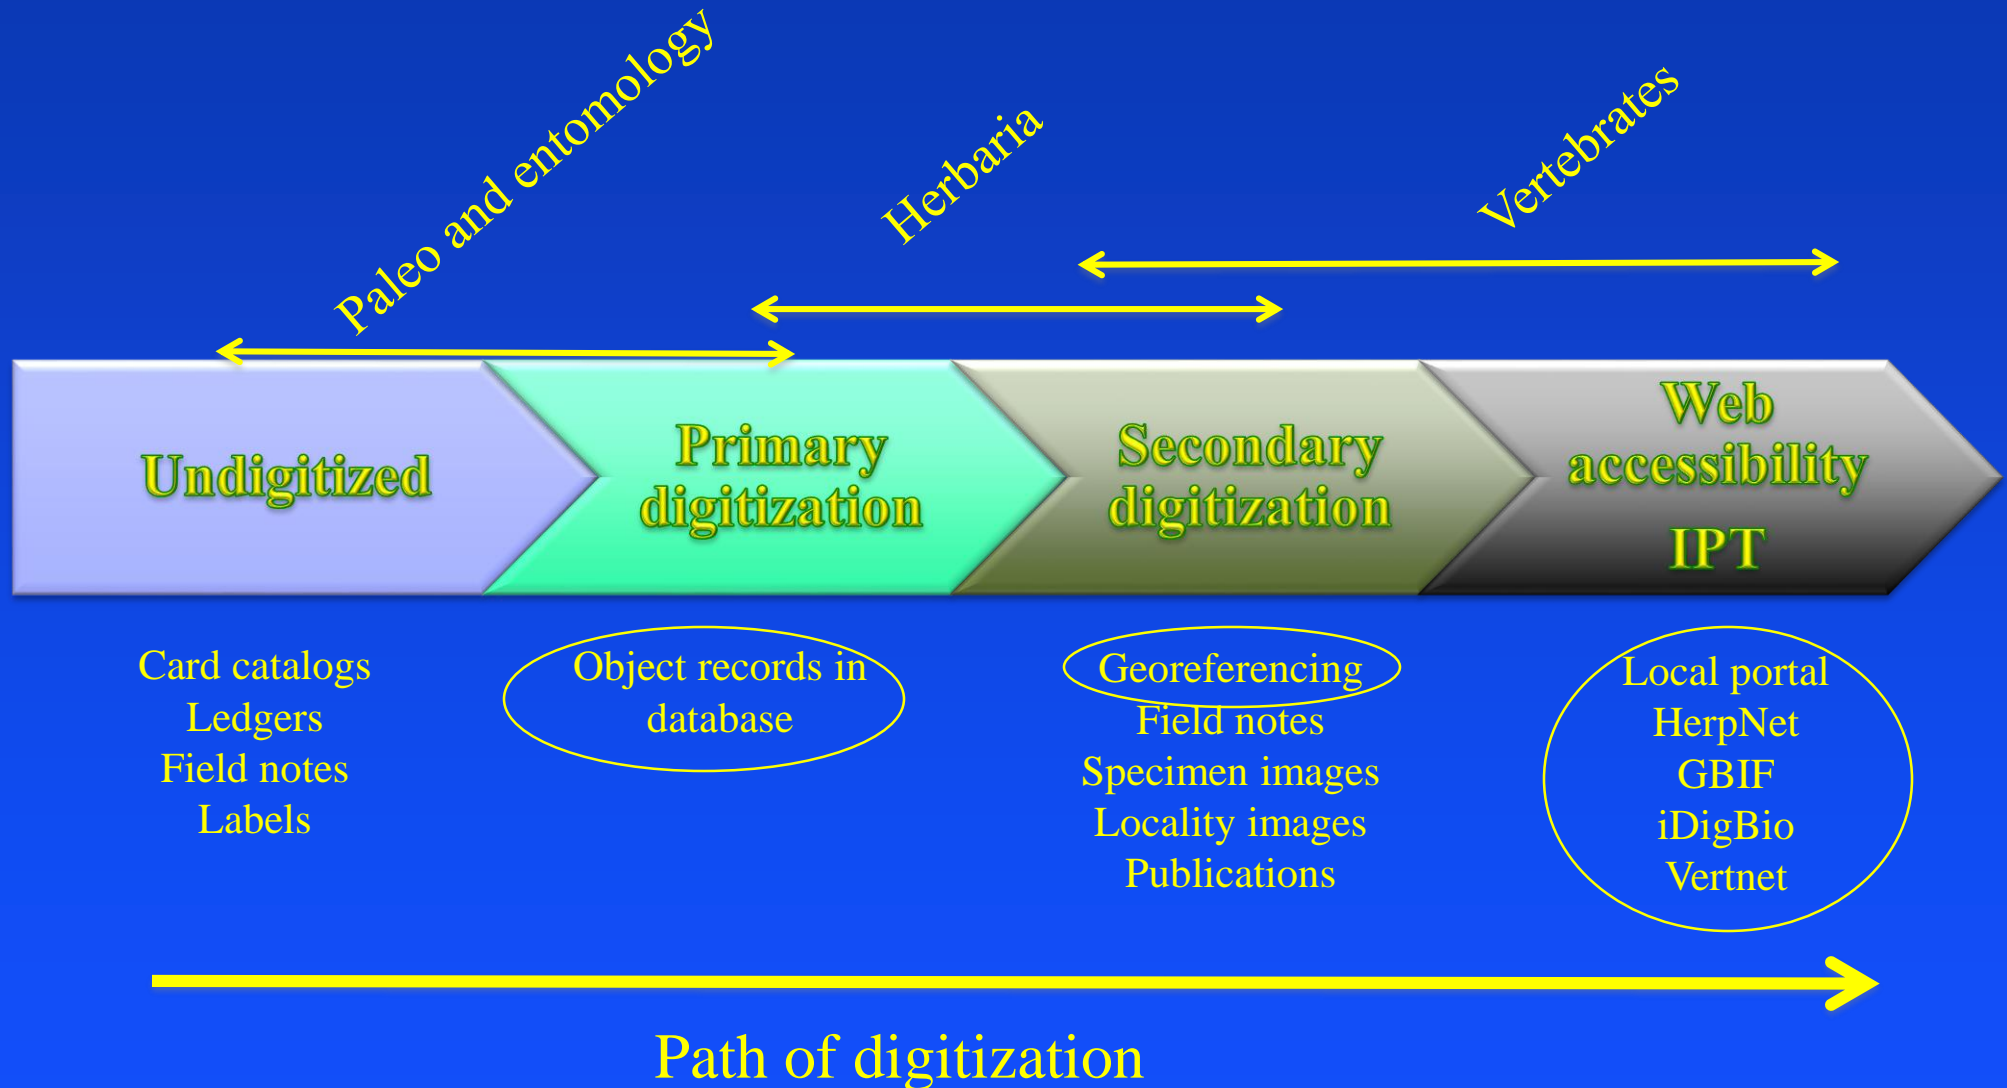 Paleo and entomology
Herbaria
Vertebrates
Undigitized
Primary
digitization
Secondary
digitization
Web
accessibility
IPT
Card catalogs
Ledgers
Field notes
Labels
Object records in
database
Georeferencing
Field notes
Specimen images
Locality images
Publications
Local portal
HerpNet
GBIF
iDigBio
Vertnet
Path of digitization